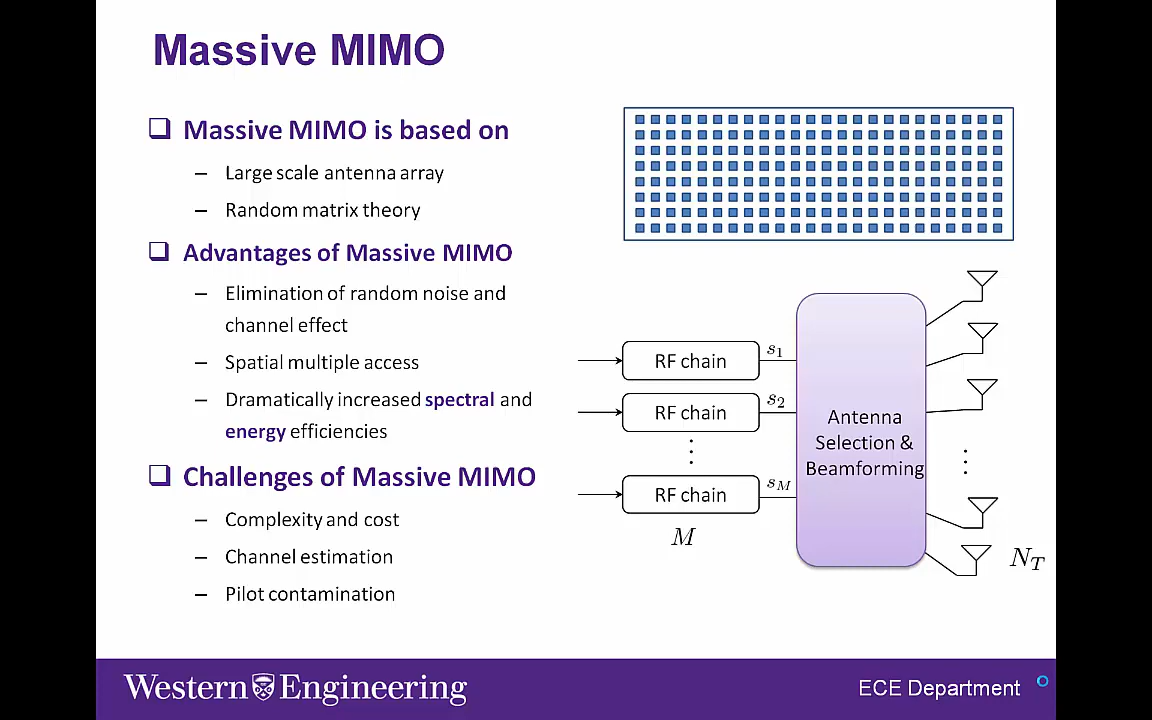 Massive MIMO
❑ Massive MIMO is based on
– Large scale antenna array
– Random matrix theory
❑ Advantages of Massive MIMO
– Elimination of random noise and
channel effect
– Spatial multiple access
– Dramatically increased spectral and
energy efficiencies
❑ Challenges of Massive MIMO
– Complexity and cost
– Channel estimation
– Pilot contamination
RF chain
s1
RF chain
s2
⋮
RF chain
sM
M
Antenna
Selection &
Beamforming
⋮
NT
Western Engineering
ECE Department